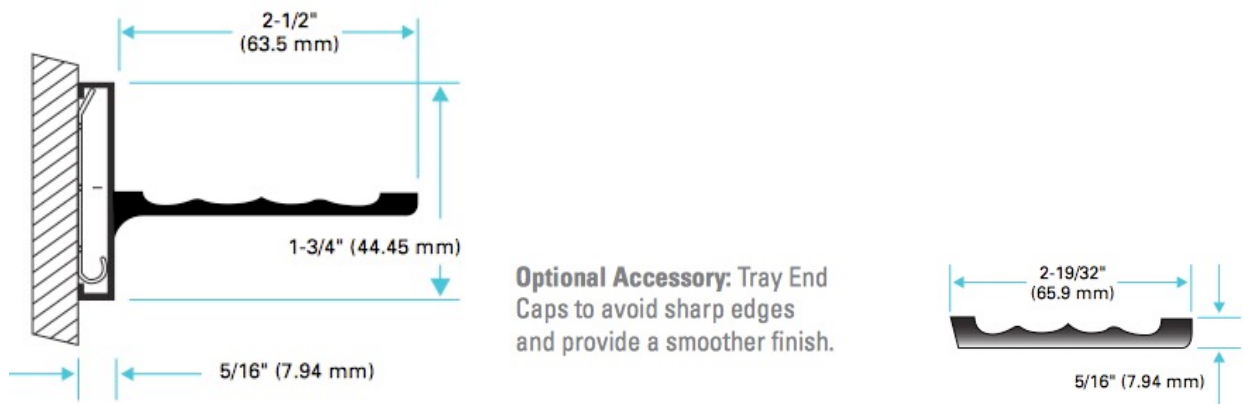 2-1/2"
(63.5 mm)
1-3/4" (44.45 mm)
5/16" (7.94 mm)
Optional Accessory: Tray End
Caps to avoid sharp edges
and provide a smoother finish.
2-19/32"
(65.9 mm)
5/16" (7.94 mm)